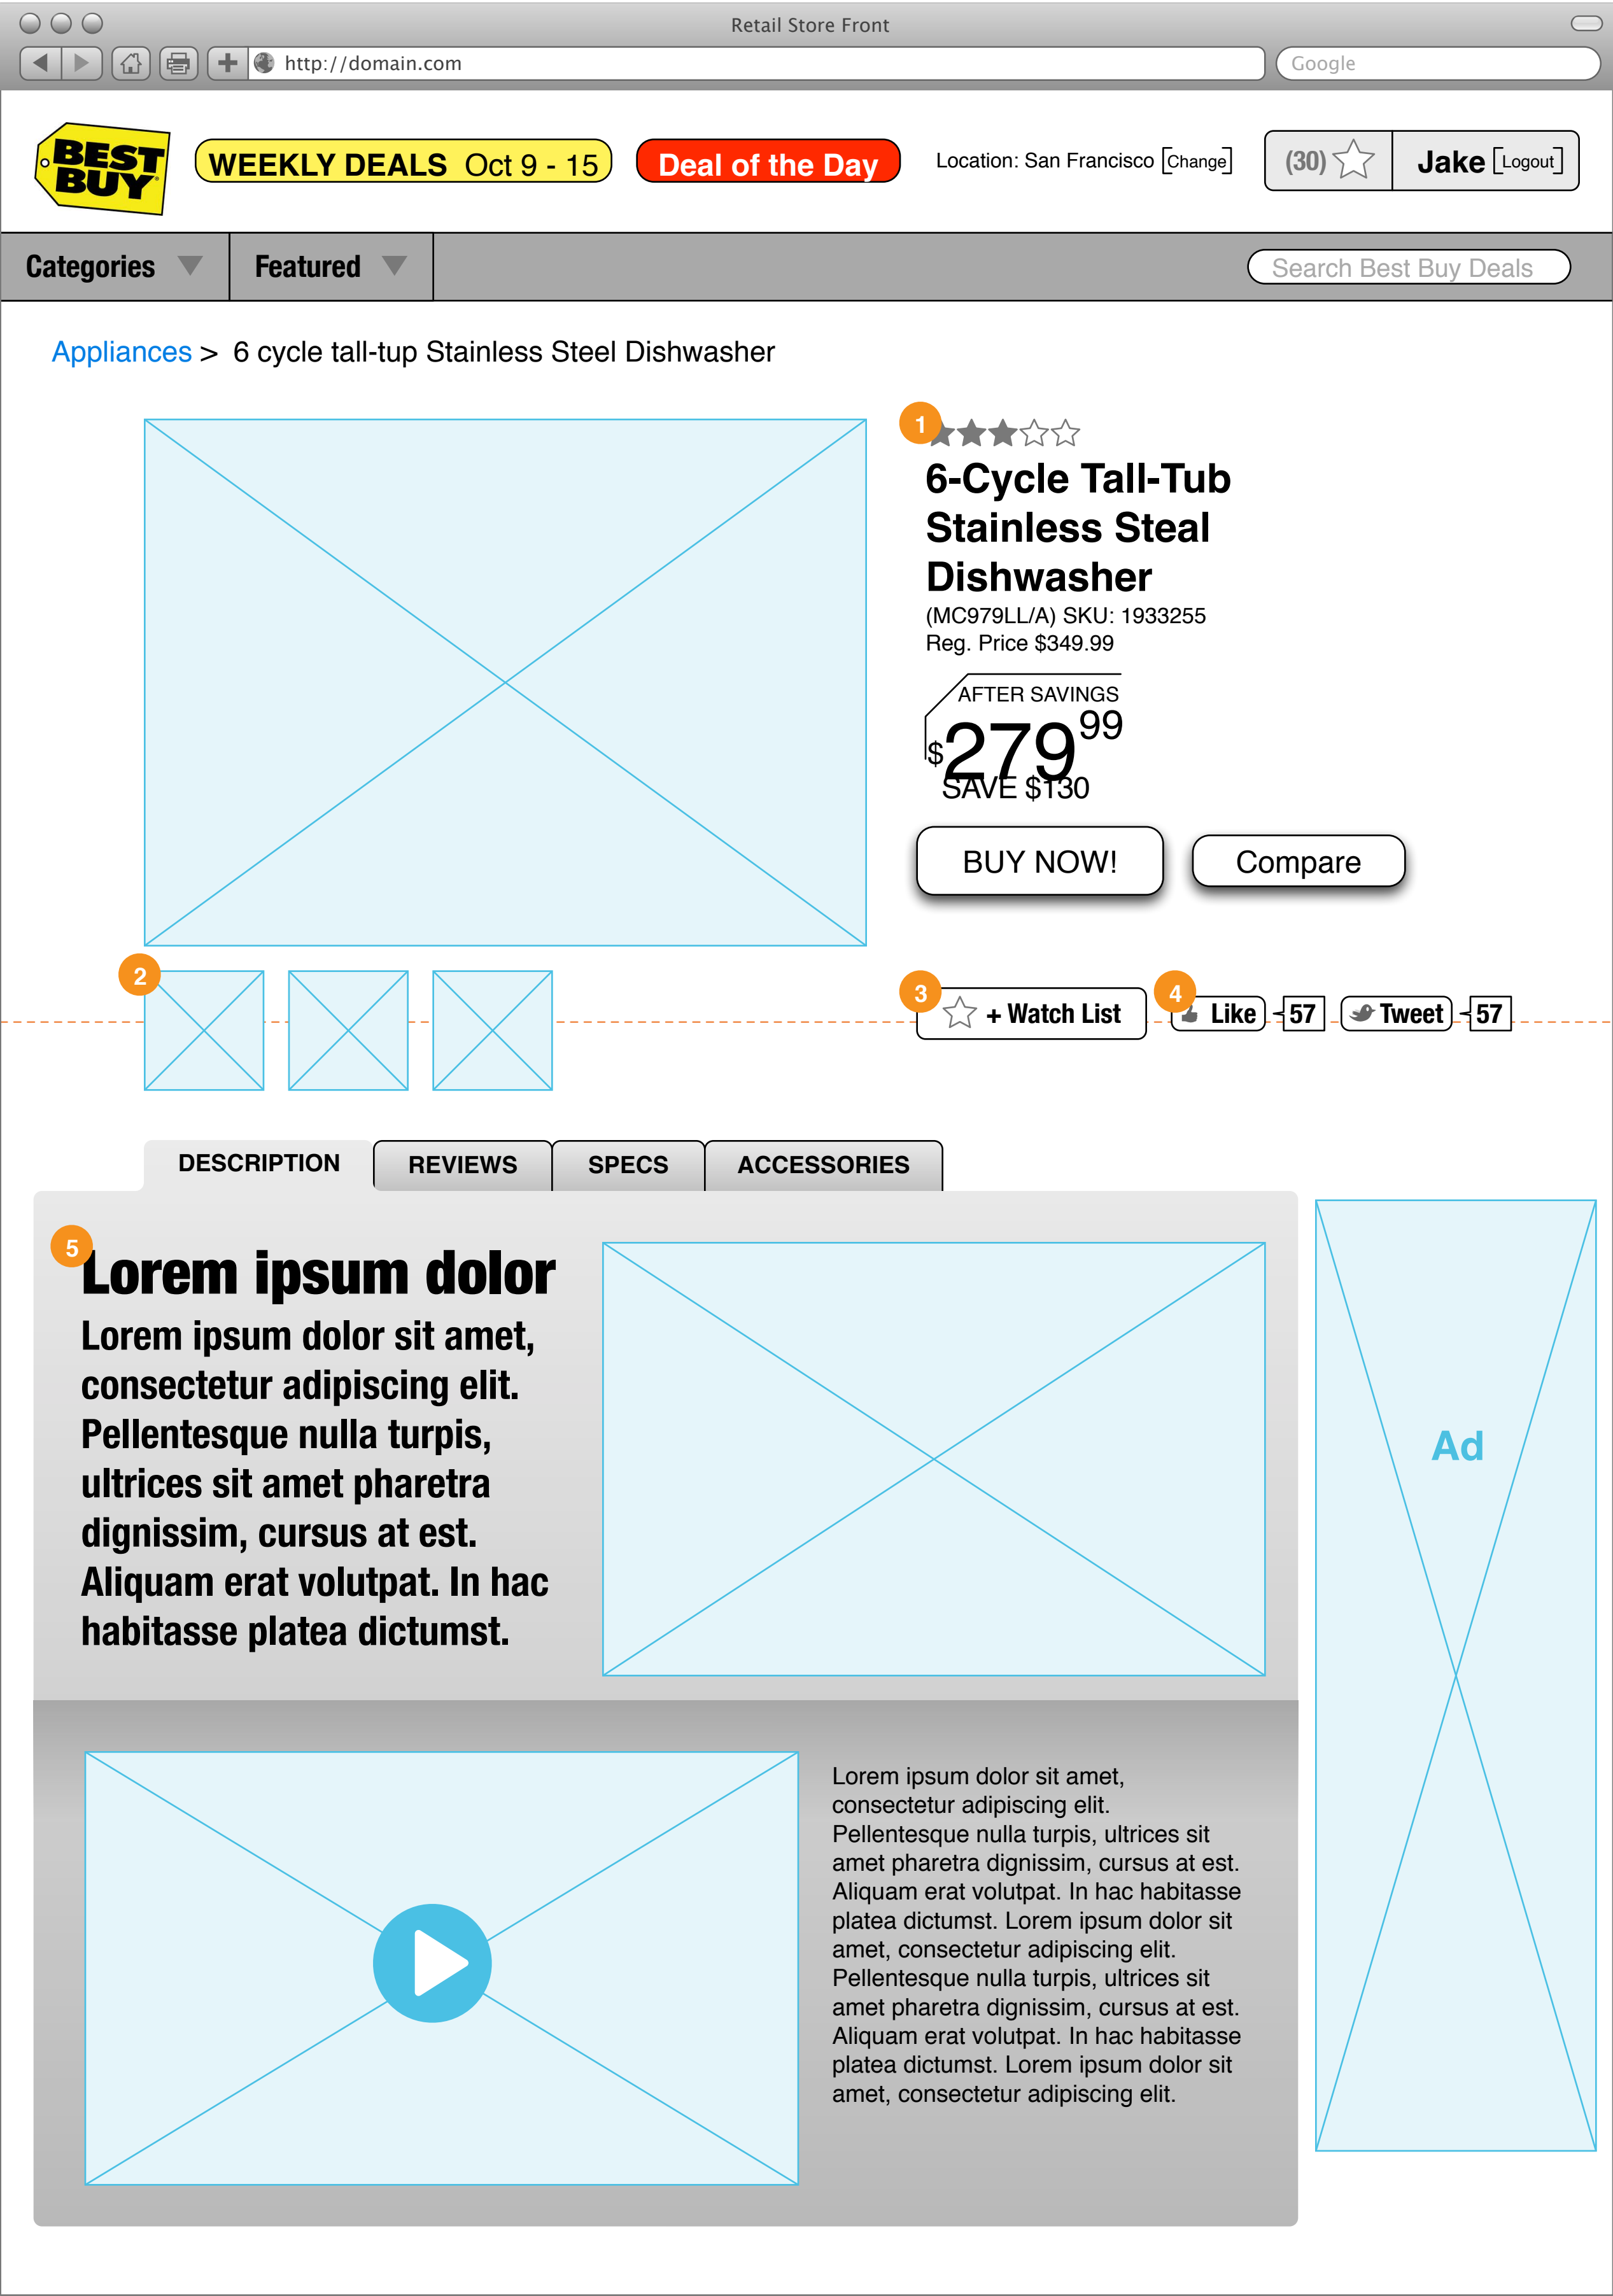 Retail Store Front
http://domain.com
Google
BEST
BUY
WEEKLY DEALS Oct 9 - 15
Deal of the Day
Location: San Francisco [Change]
(30)
Jake [Logout]
Categories
Featured
Search Best Buy Deals
Appliances > 6 cycle tall-tup Stainless Steel Dishwasher
1
6-Cycle Tall-Tub
Stainless Steal
Dishwasher
(MC979LL/A) SKU: 1933255
Reg. Price $349.99
AFTER SAVINGS
$279 99
SAVE $130
BUY NOW!
Compare
2
3
+ Watch List
4
Like
57
Tweet
57
DESCRIPTION
REVIEWS
SPECS
ACCESSORIES
5
Lorem ipsum dolor
Lorem ipsum dolor sit amet,
consectetur adipiscing elit.
Pellentesque nulla turpis,
ultrices sit amet pharetra
dignissim, cursus at est.
Aliquam erat volutpat. In hac
habitasse platea dictumst.
Ad
Lorem ipsum dolor sit amet,
consectetur adipiscing elit.
Pellentesque nulla turpis, ultrices sit
amet pharetra dignissim, cursus at est.
Aliquam erat volutpat. In hac habitasse
platea dictumst. Lorem ipsum dolor sit
amet, consectetur adipiscing elit.
Pellentesque nulla turpis, ultrices sit
amet pharetra dignissim, cursus at est.
Aliquam erat volutpat. In hac habitasse
platea dictumst. Lorem ipsum dolor sit
amet, consectetur adipiscing elit.